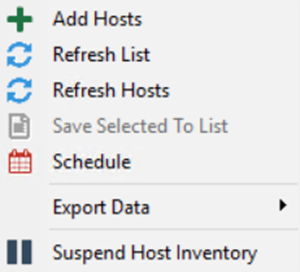 Add Hosts
Refresh List
Refresh Hosts
Save Selected To List
Schedule
Export Data
Suspend Host Inventory